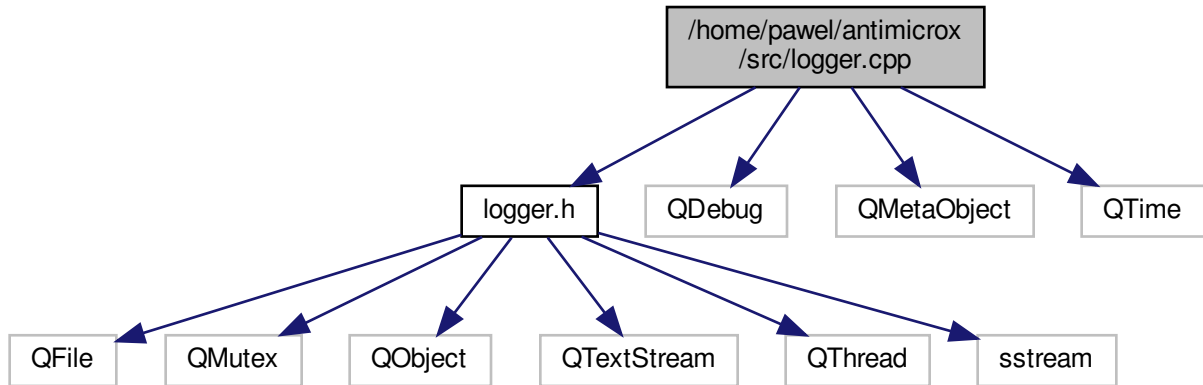 /home/pawel/antimicrox
/src/logger.cpp
logger.h
QDebug
QMetaObject
QTime
QFile
QMutex
QObject
QTextStream
QThread
sstream